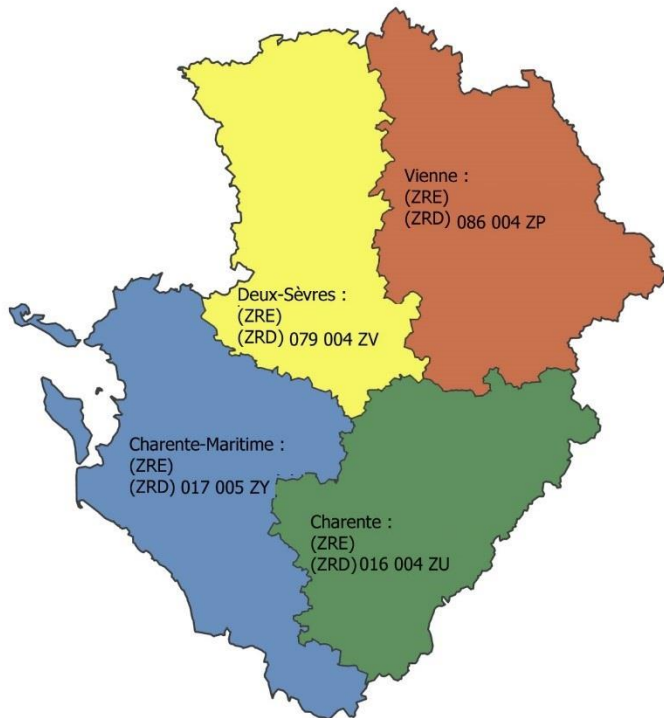 Vienne :
(ZRE)
(ZRD) 086 004 ZP
Deux-Sèvres :
(ZRE)
(ZRD) 079 004 ZV
Charente-Maritime :
(ZRE)
(ZRD) 017 005 ZY
Charente :
(ZRE)
(ZRD) 016 004 ZU